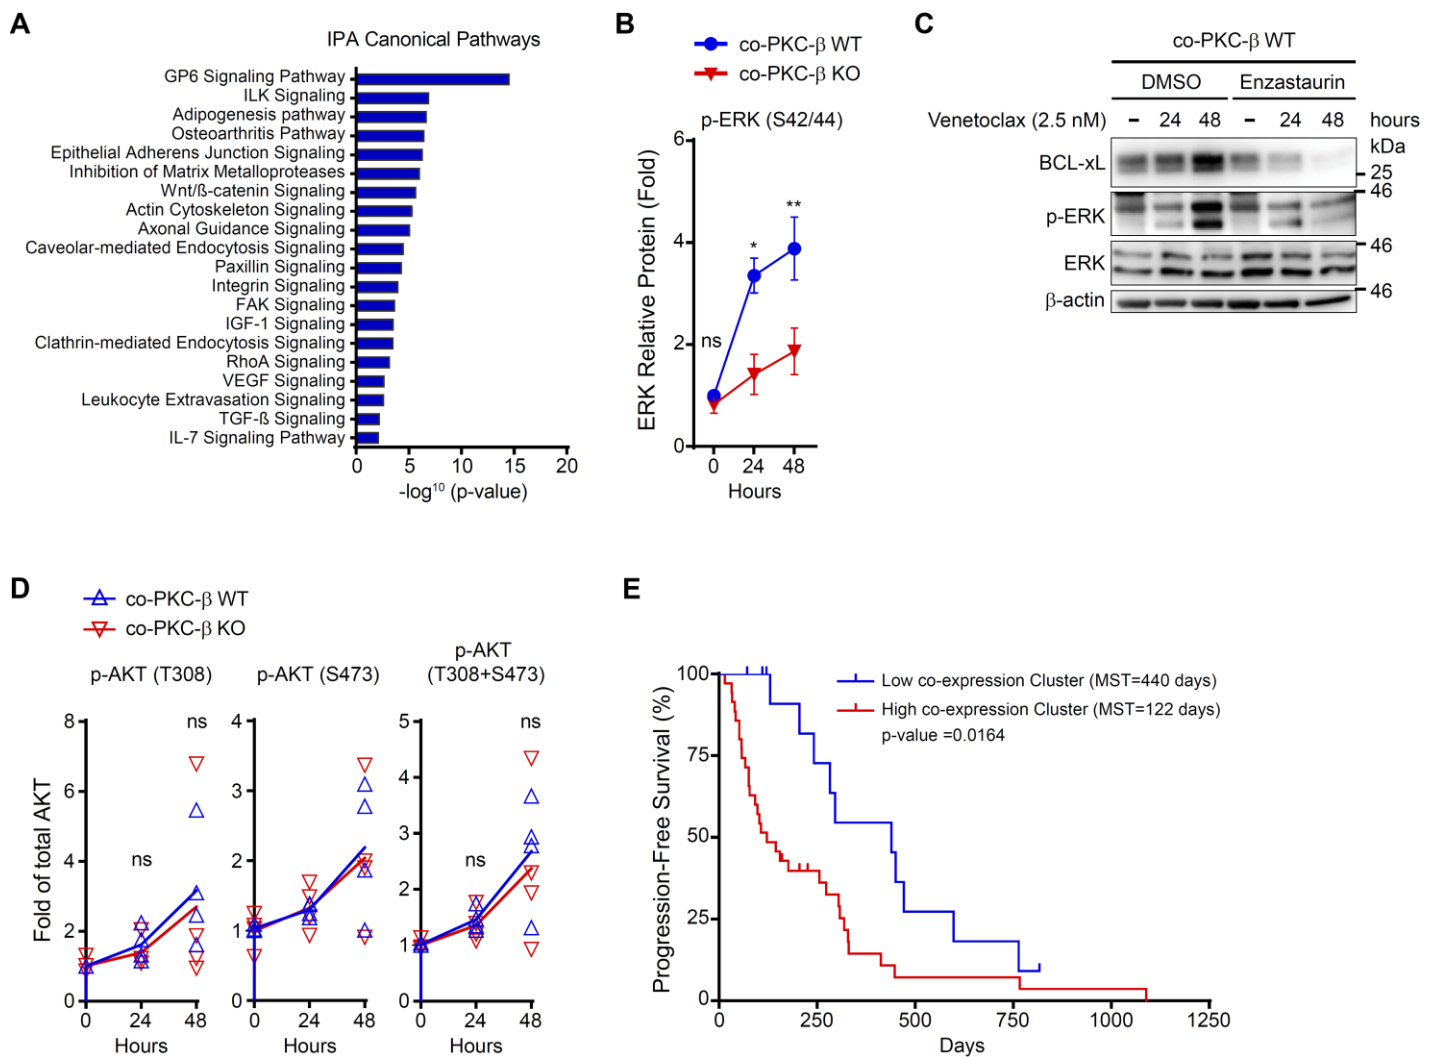 A
IPA Canonical Pathways
GP6 Signaling Pathway
ILK Signaling
Adipogenesis pathway
Osteoarthritis Pathway
Epithelial Adherens Junction Signaling
Inhibition of Matrix Metalloproteases
Wnt/ß-catenin Signaling
Actin Cytoskeleton Signaling
Axonal Guidance Signaling
Caveolar-mediated Endocytosis Signaling
Paxillin Signaling
Integrin Signaling
FAK Signaling
IGF-1 Signaling
Clathrin-mediated Endocytosis Signaling
RhoA Signaling
VEGF Signaling
Leukocyte Extravasation Signaling
TGF-ß Signaling
IL-7 Signaling Pathway
0 5 10 15 20
-log¹⁰ (p-value)
B
co-PKC-β WT
co-PKC-β KO
p-ERK (S42/44)
ERK Relative Protein (Fold)
6
4
2
0
ns
*
**
0 24 48
Hours
C
co-PKC-β WT
DMSO Enzastaurin
Venetoclax (2.5 nM) – 24 48 – 24 48 hours
kDa
BCL-xL
25
46
p-ERK
46
ERK
46
β-actin
D
co-PKC-β WT
co-PKC-β KO
Fold of total AKT
p-AKT (T308)
8
6
4
2
0
ns
ns
0 24 48
Hours
p-AKT (S473)
4
3
2
1
0
0 24 48
Hours
p-AKT
(T308+S473)
5
4
3
2
1
0
ns
ns
0 24 48
Hours
E
Progression-Free Survival (%)
100
75
50
25
0
Low co-expression Cluster (MST=440 days)
High co-expression Cluster (MST=122 days)
p-value =0.0164
0 250 500 750 1000 1250
Days